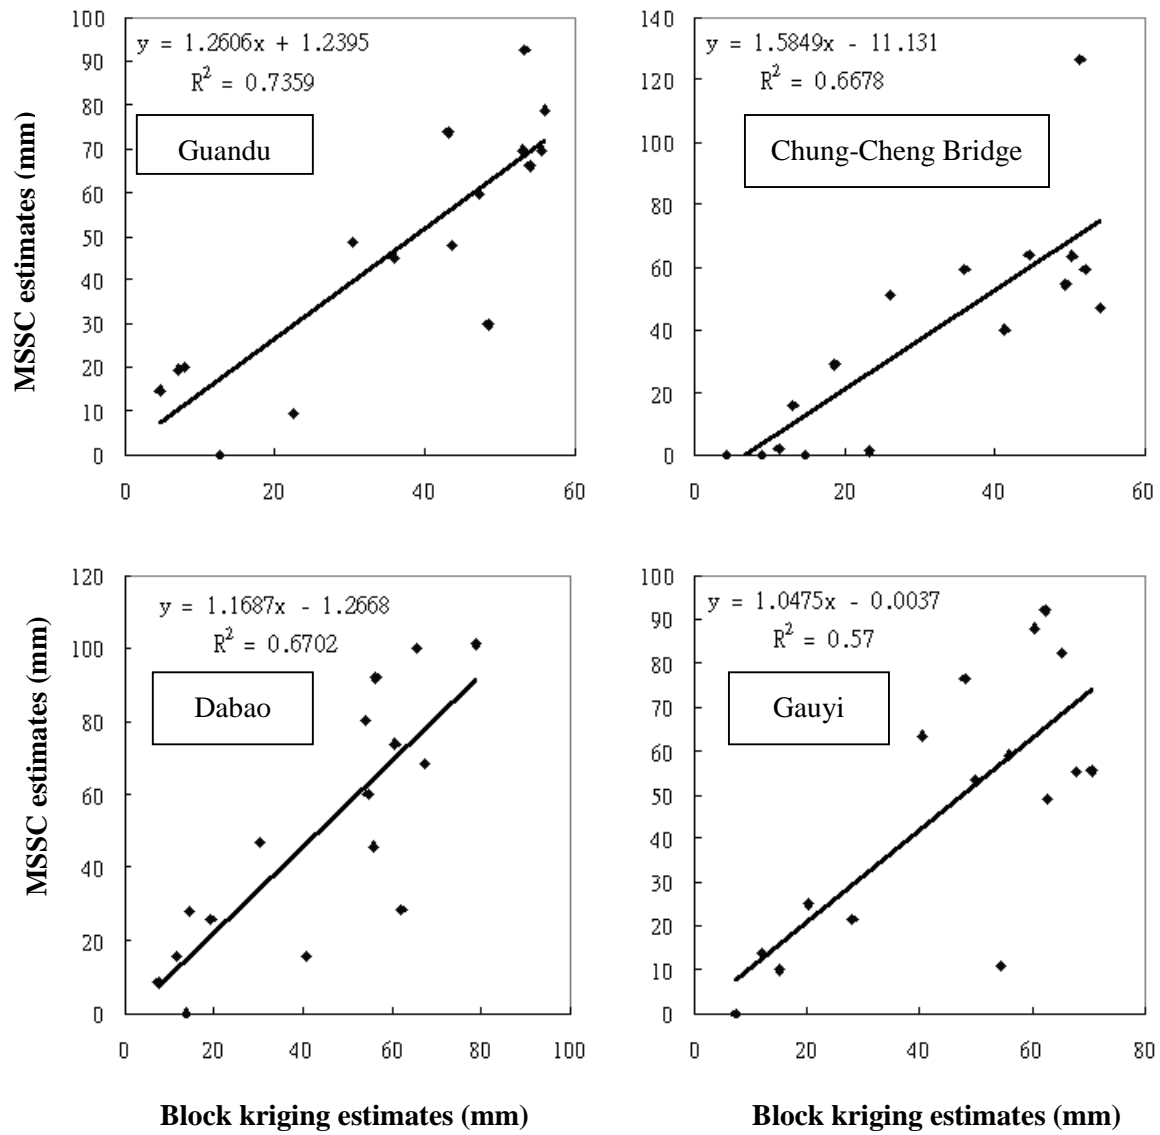 y = 1.2606x + 1.2395
R² = 0.7359
Guandu
MSSC estimates (mm)
100
90
80
70
60
50
40
30
20
10
0
0 20 40 60
y = 1.5849x - 11.131
R² = 0.6678
Chung-Cheng Bridge
140
120
100
80
60
40
20
0
0 20 40 60
y = 1.1687x - 1.2668
R² = 0.6702
Dabao
MSSC estimates (mm)
120
100
80
60
40
20
0
0 20 40 60 80 100
Block kriging estimates (mm)
y = 1.0475x - 0.0037
R² = 0.57
Gauyi
100
90
80
70
60
50
40
30
20
10
0
0 20 40 60 80
Block kriging estimates (mm)